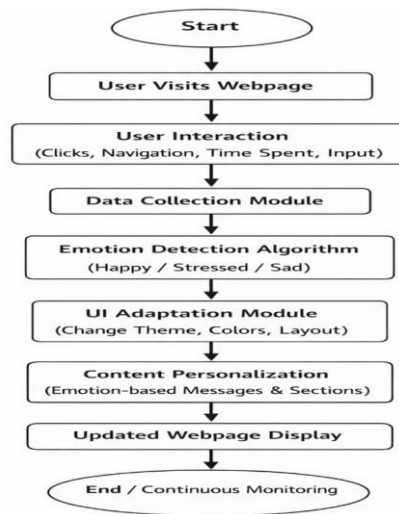 Start
User Visits Webpage
User Interaction
(Clicks, Navigation, Time Spent, Input)
Data Collection Module
Emotion Detection Algorithm
(Happy / Stressed / Sad)
UI Adaptation Module
(Change Theme, Colors, Layout)
Content Personalization
(Emotion-based Messages & Sections)
Updated Webpage Display
End / Continuous Monitoring